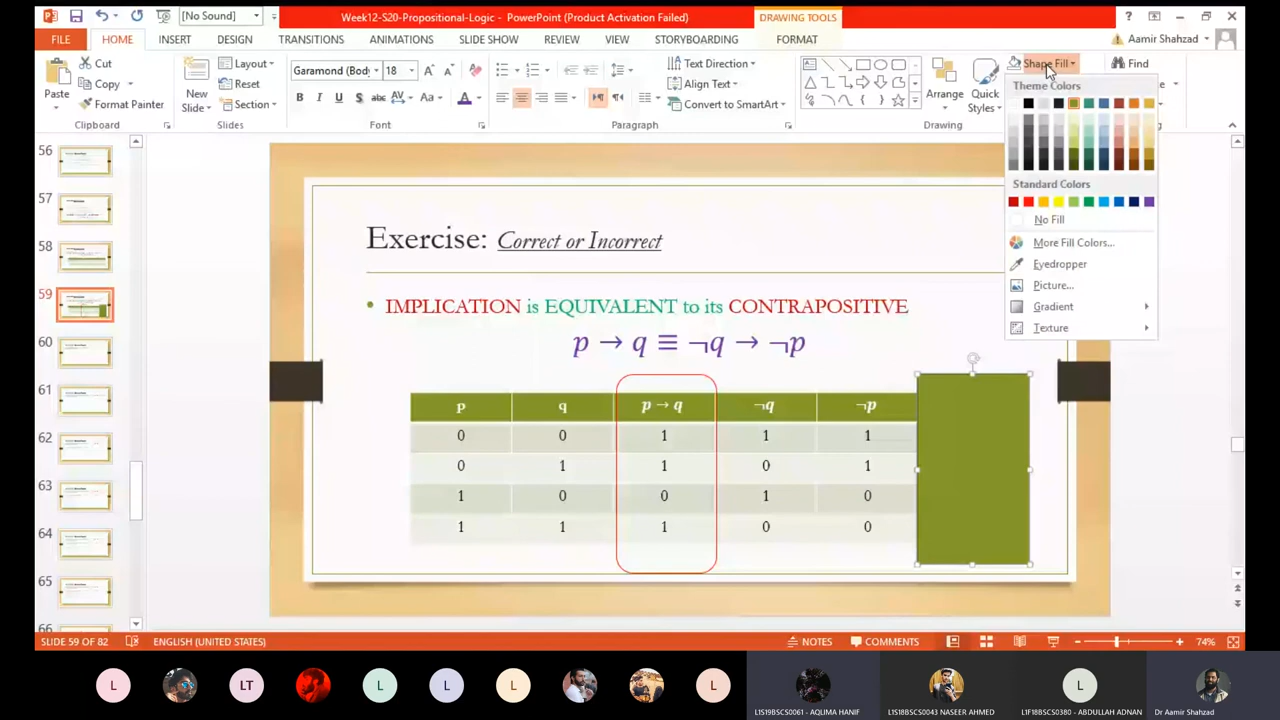 [No Sound]
Week12-S20-Propositional-Logic - PowerPoint (Product Activation Failed)
DRAWING TOOLS
FILE HOME INSERT DESIGN TRANSITIONS ANIMATIONS SLIDE SHOW REVIEW VIEW STORYBOARDING FORMAT
Aamir Shahzad
Paste
Cut
Copy
Format Painter
Clipboard
New Slide
Layout
Reset
Section
Slides
Garamond (Body 18
B I U S abc AV Aa A
Font
Text Direction
Align Text
Convert to SmartArt
Paragraph
Arrange
Quick Styles
Drawing
Shape Fill
Find
Theme Colors
Standard Colors
No Fill
More Fill Colors...
Eyedropper
Picture...
Gradient
Texture
56
57
58
59
60
61
62
63
64
65
66
Exercise: Correct or Incorrect
• IMPLICATION is EQUIVALENT to its CONTRAPOSITIVE
p → q ≡ ¬q → ¬p
p q p → q ¬q ¬p
0 0 1 1 1
0 1 1 0 1
1 0 0 1 0
1 1 1 0 0
SLIDE 59 OF 82 ENGLISH (UNITED STATES) NOTES COMMENTS 74%
L LT L L L L L
L1S19BSCS0061 - AQLIMA HANIF
L1S18BSCS0043 NASEER AHMED
L1F18BSCS0380 - ABDULLAH ADNAN
Dr Aamir Shahzad